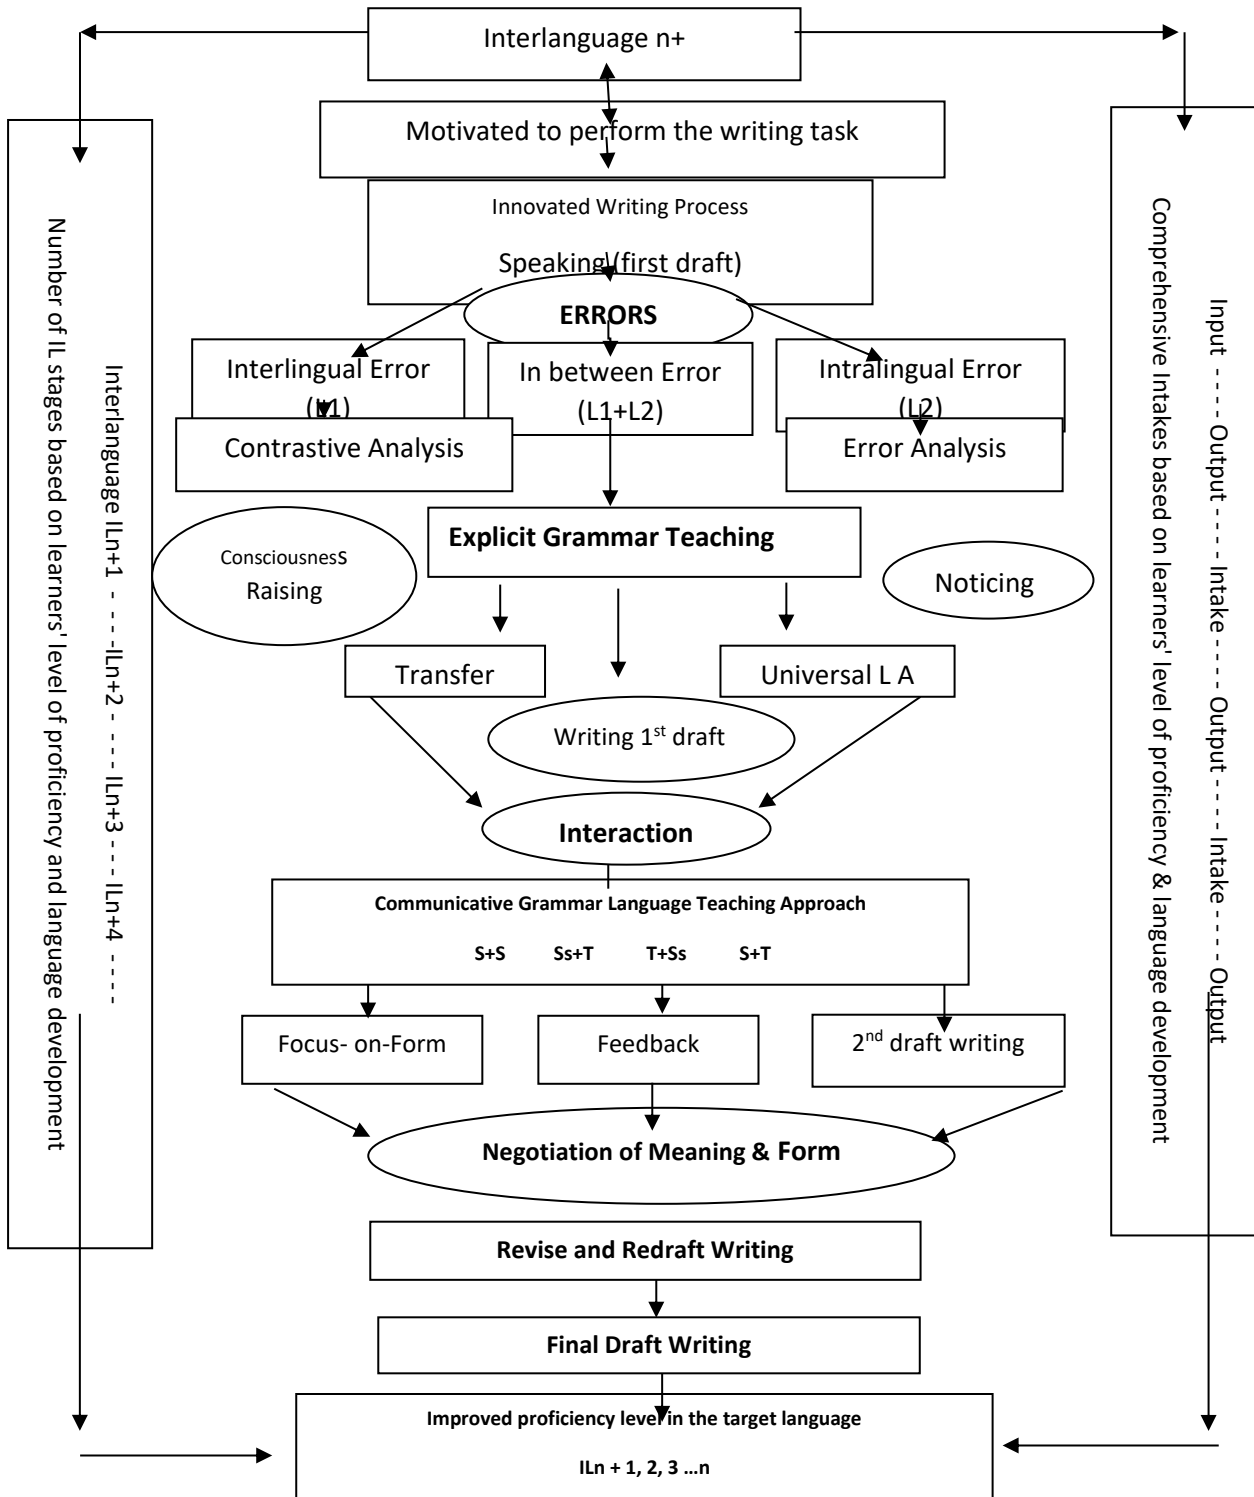 Interlanguage n+
Motivated to perform the writing task
Innovated Writing Process
Speaking (first draft)
ERRORS
Interlingual Error
(L1)
In between Error
(L1+L2)
Intralingual Error
(L2)
Contrastive Analysis
Error Analysis
Explicit Grammar Teaching
Consciousness
Raising
Noticing
Transfer
Universal L A
Writing 1st draft
Interaction
Communicative Grammar Language Teaching Approach
S+S Ss+T T+Ss S+T
Focus- on-Form
Feedback
2nd draft writing
Negotiation of Meaning & Form
Revise and Redraft Writing
Final Draft Writing
Improved proficiency level in the target language
ILn + 1, 2, 3 ...n
Interlanguage ILn+1 - - --ILn+2 - - --- ILn+3 - - - ILn+4 - - - - -
Number of IL stages based on learners' level of proficiency and language development
Input - - - - -Output- - - - - Intake - - - - Output - - - - - Intake- - - - -Output
Comprehensive Intakes based on learners' level of proficiency & language development